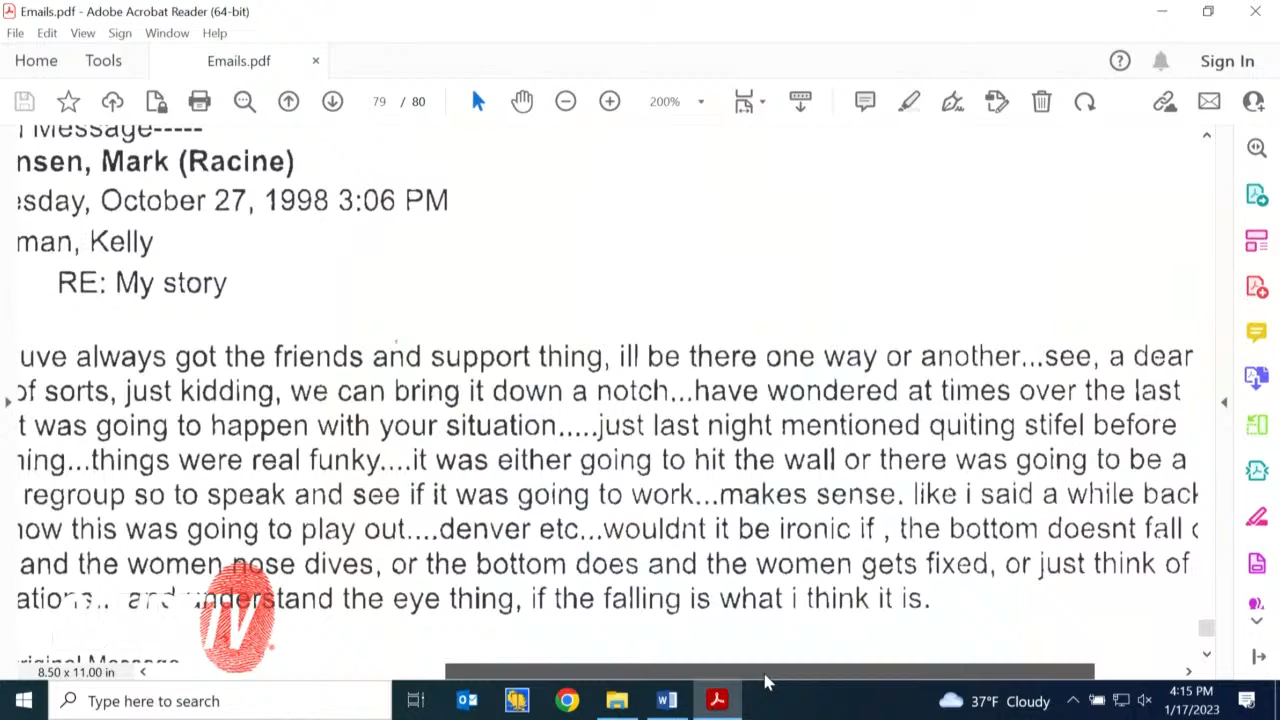 Emails.pdf - Adobe Acrobat Reader (64-bit)
File Edit View Sign Window Help
Home Tools Emails.pdf × Sign In
79 / 80 200%
Message-----
nsen, Mark (Racine)
sday, October 27, 1998 3:06 PM
man, Kelly
RE: My story
uve always got the friends and support thing, ill be there one way or another...see, a dear
of sorts, just kidding, we can bring it down a notch...have wondered at times over the last
t was going to happen with your situation.....just last night mentioned quiting stifel before
ning...things were real funky....it was either going to hit the wall or there was going to be a
regroup so to speak and see if it was going to work...makes sense. like i said a while back
now this was going to play out....denver etc...wouldnt it be ironic if , the bottom doesnt fall
and the women nose dives, or the bottom does and the women gets fixed, or just think of
ations... and understand the eye thing, if the falling is what i think it is.
riginal Message
TV
8.50 x 11.00 in
Type here to search
37°F Cloudy
4:15 PM
1/17/2023